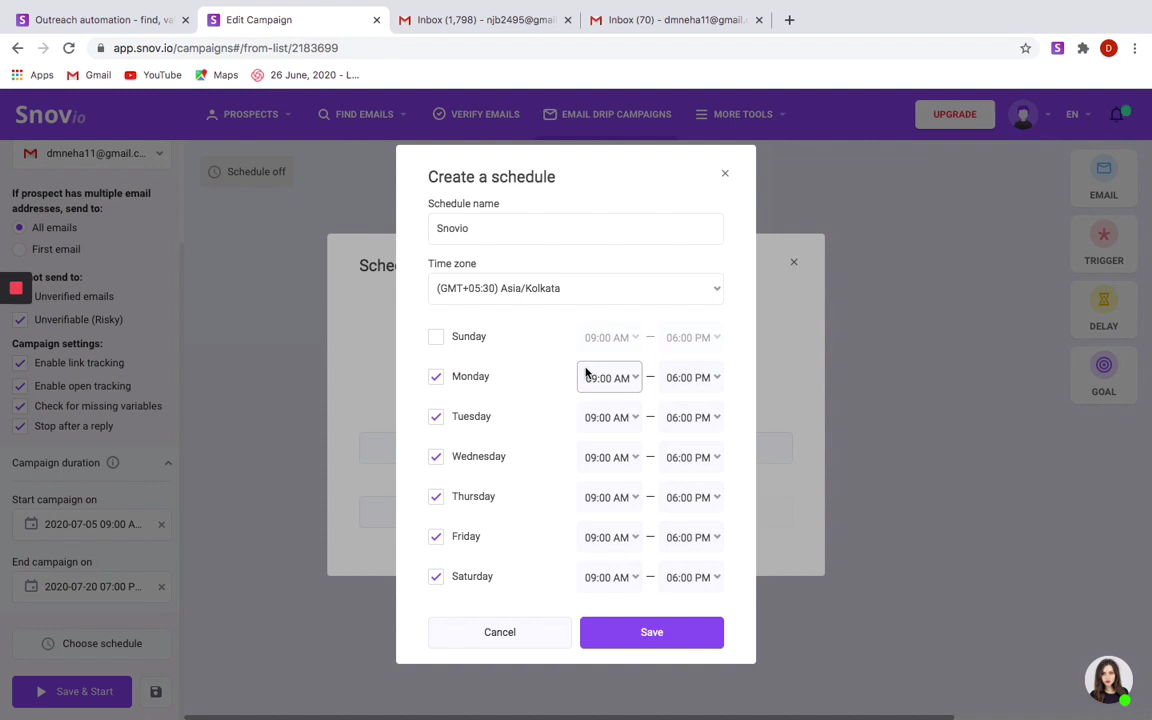 Outreach automation - find, va
Edit Campaign
Inbox (1,798) - njb2495@gmail
Inbox (70) - dmneha11@gmail.
app.snov.io/campaigns#/from-list/2183699
D
Apps
Gmail
YouTube
Maps
26 June, 2020 - L...
Snovio
PROSPECTS
FIND EMAILS
VERIFY EMAILS
EMAIL DRIP CAMPAIGNS
MORE TOOLS
UPGRADE
EN
dmneha11@gmail.c...
If prospect has multiple email
addresses, send to:
All emails
First email
not send to:
Unverified emails
Unverifiable (Risky)
Campaign settings:
Enable link tracking
Enable open tracking
Check for missing variables
Stop after a reply
Campaign duration
Start campaign on
2020-07-05 09:00 A...
End campaign on
2020-07-20 07:00 P...
Choose schedule
Save & Start
Schedule off
Sche
Create a schedule
Schedule name
Snovio
Time zone
(GMT+05:30) Asia/Kolkata
Sunday 09:00 AM — 06:00 PM
Monday 09:00 AM — 06:00 PM
Tuesday 09:00 AM — 06:00 PM
Wednesday 09:00 AM — 06:00 PM
Thursday 09:00 AM — 06:00 PM
Friday 09:00 AM — 06:00 PM
Saturday 09:00 AM — 06:00 PM
Cancel
Save
EMAIL
TRIGGER
DELAY
GOAL